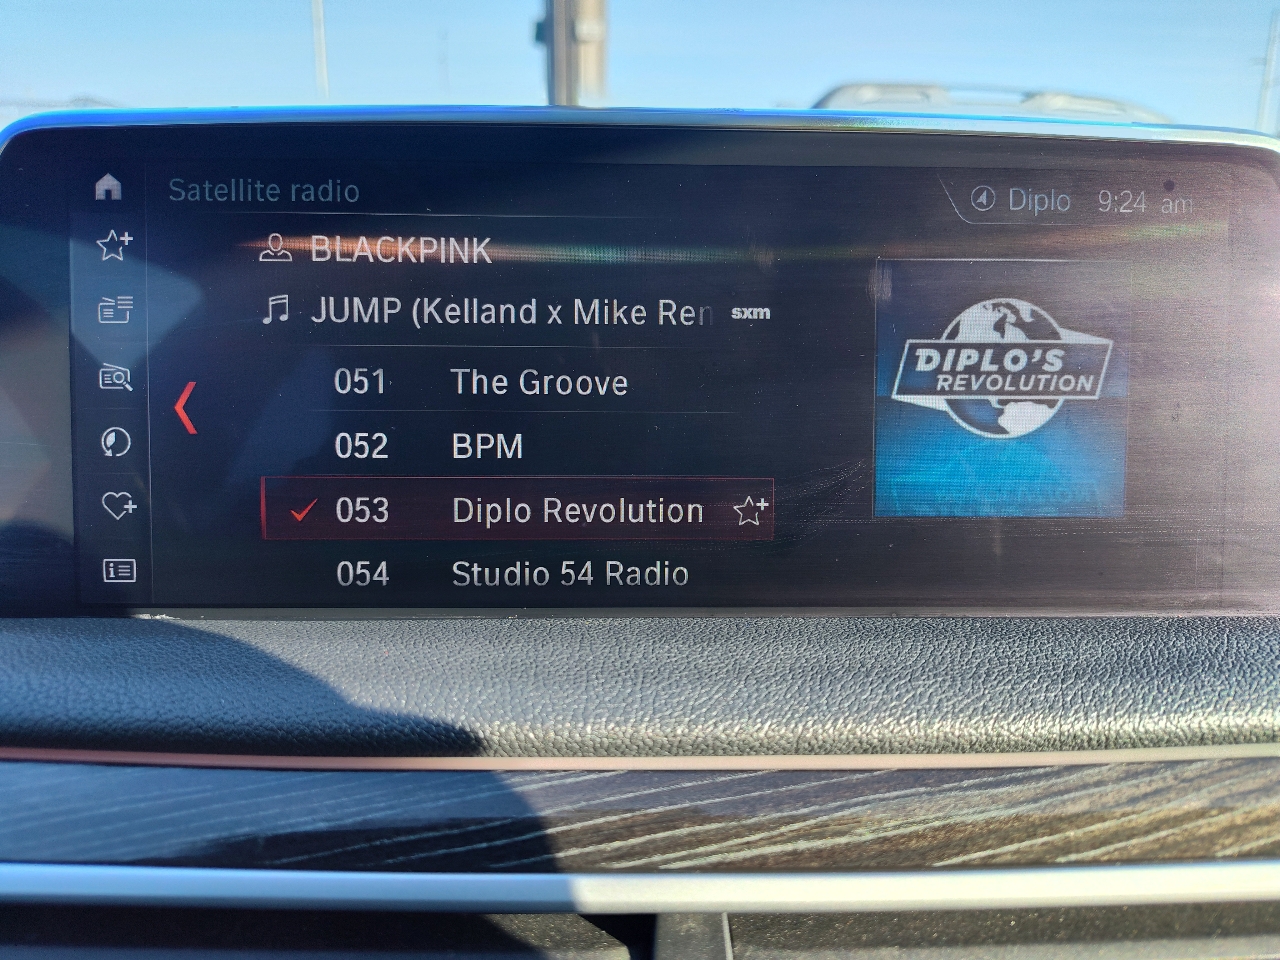 Satellite radio
Diplo 9:24 am
BLACKPINK
JUMP (Kelland x Mike Ren sxm
051 The Groove
052 BPM
053 Diplo Revolution
054 Studio 54 Radio
DIPLO'S
REVOLUTION